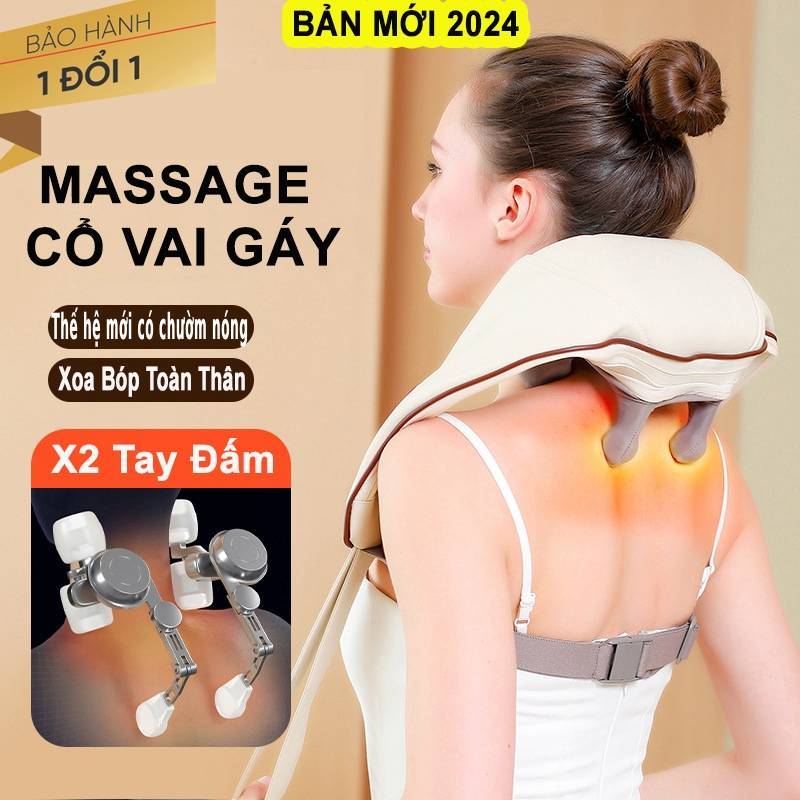 BẢO HÀNH
1 ĐỔI 1
BẢN MỚI 2024
MASSAGE
CỔ VAI GÁY
Thế hệ mới có chườm nóng
Xoa Bóp Toàn Thân
X2 Tay Đấm